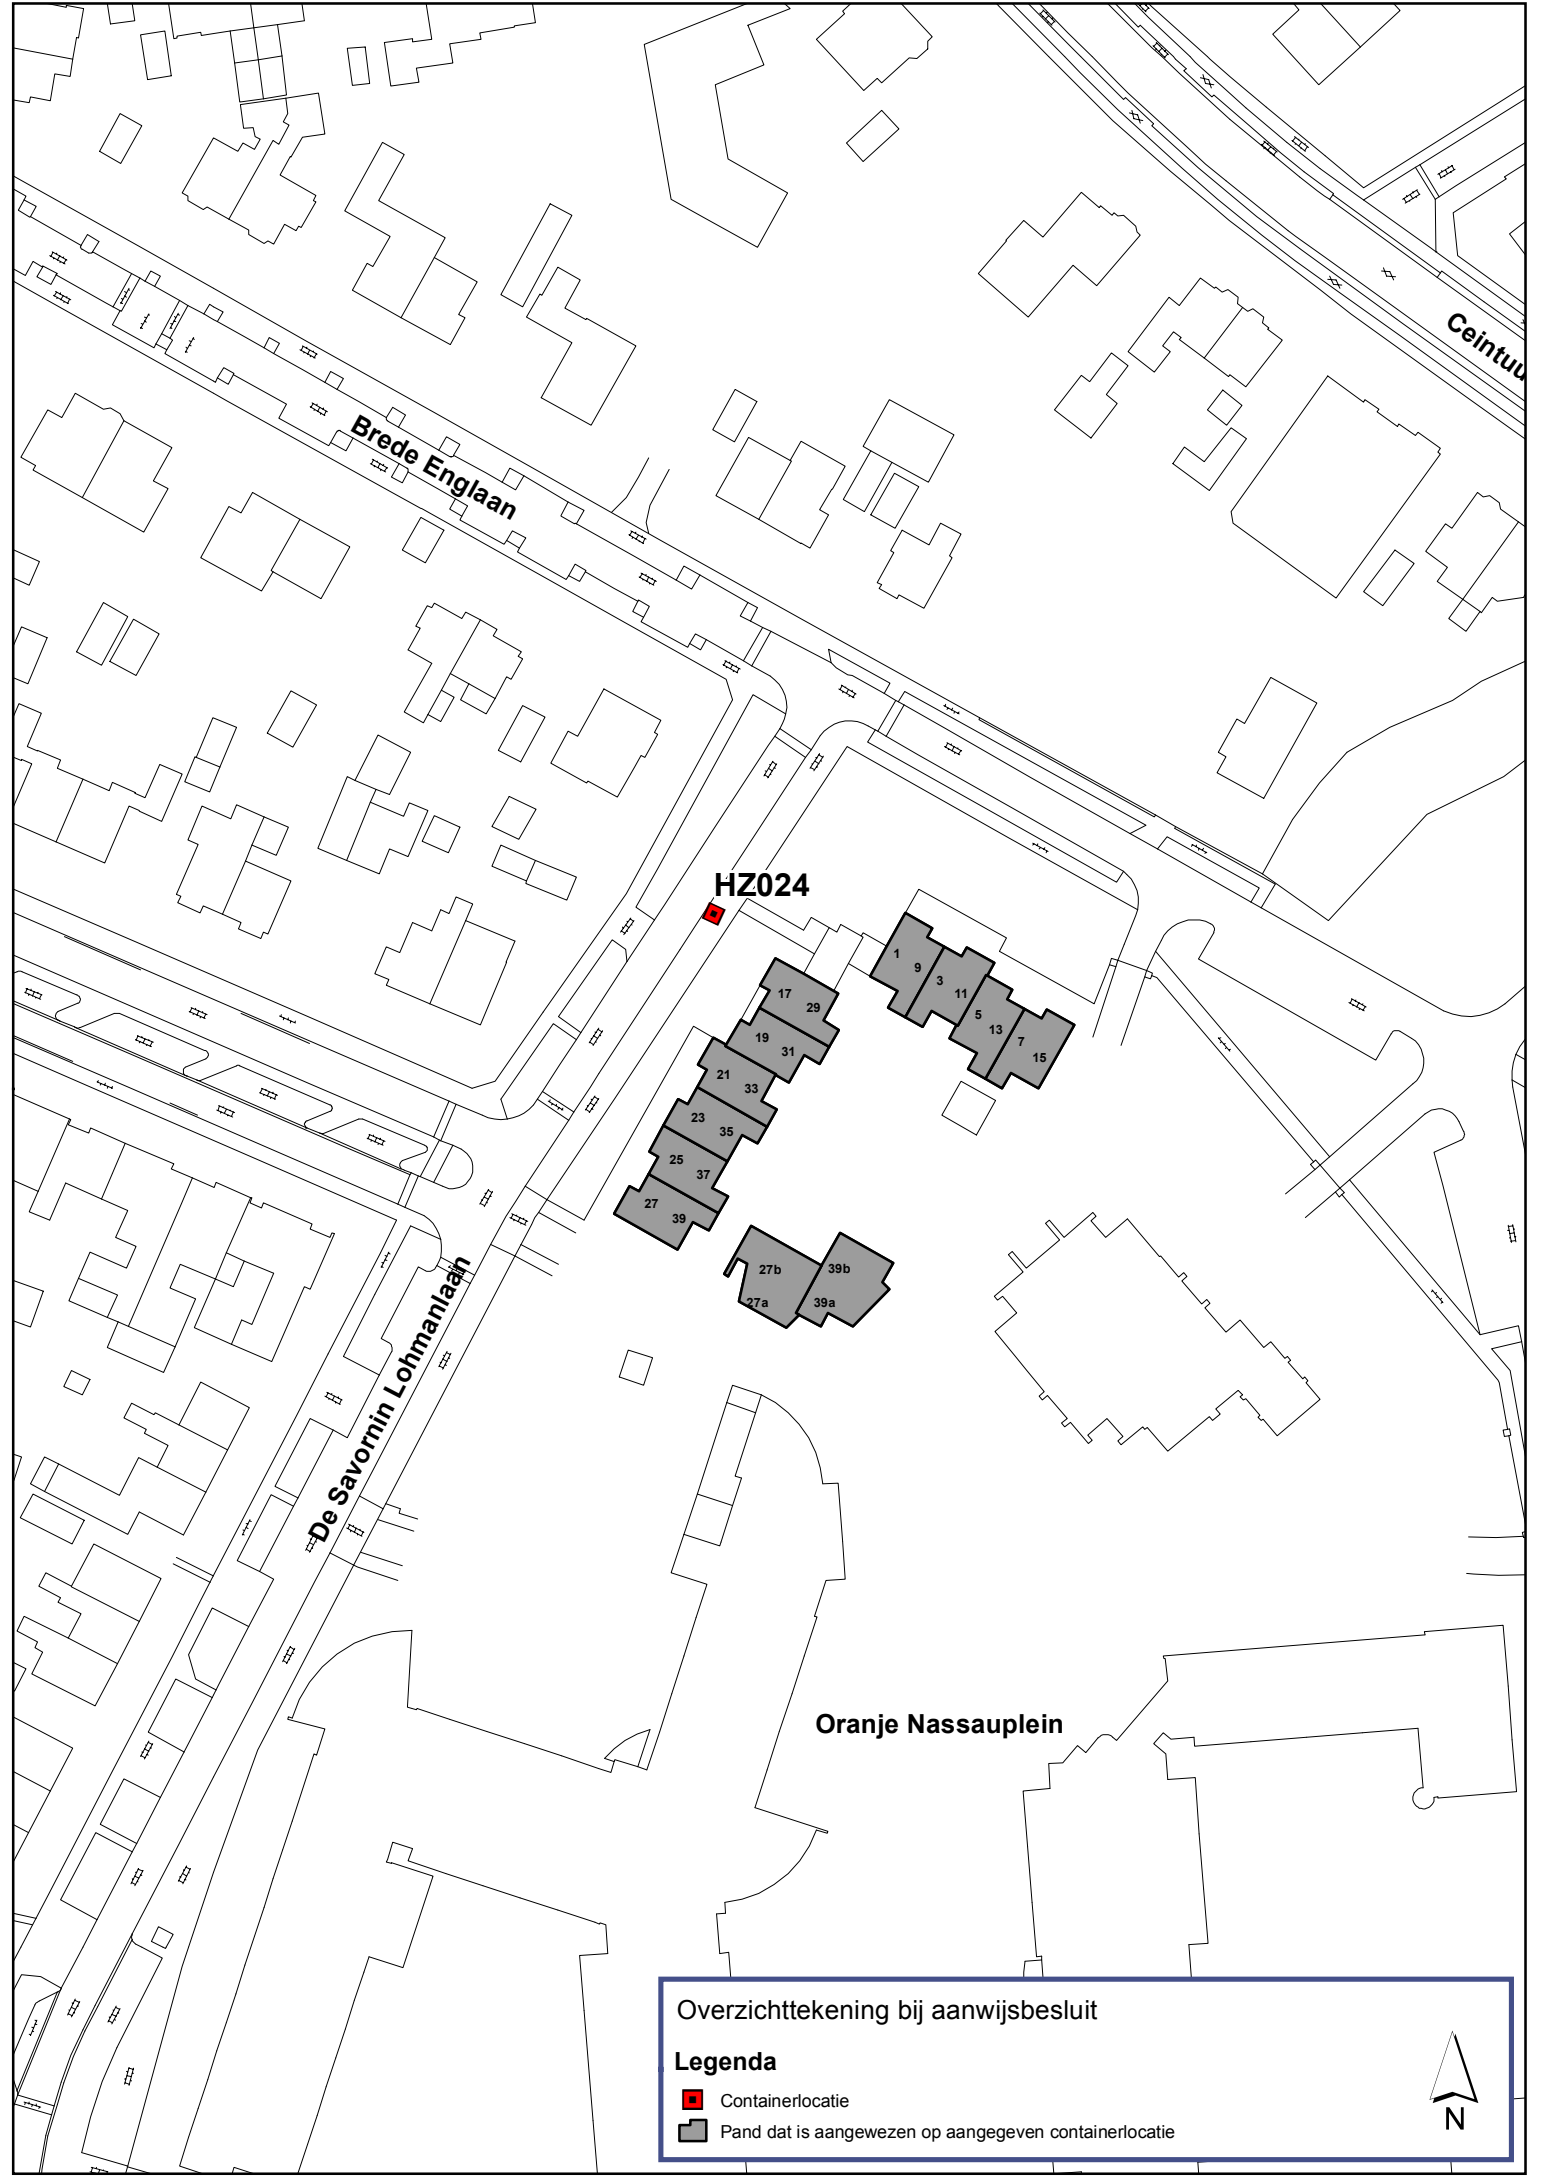 Ceintuu
Brede Englaan
HZ024
1
9
3
11
5
13
7
15
17
29
19
31
21
33
23
35
25
37
27
39
27b
39b
27a
39a
De Savornin Lohmanlaan
Oranje Nassauplein
Overzichttekening bij aanwijsbesluit
Legenda
Containerlocatie
Pand dat is aangewezen op aangegeven containerlocatie
N